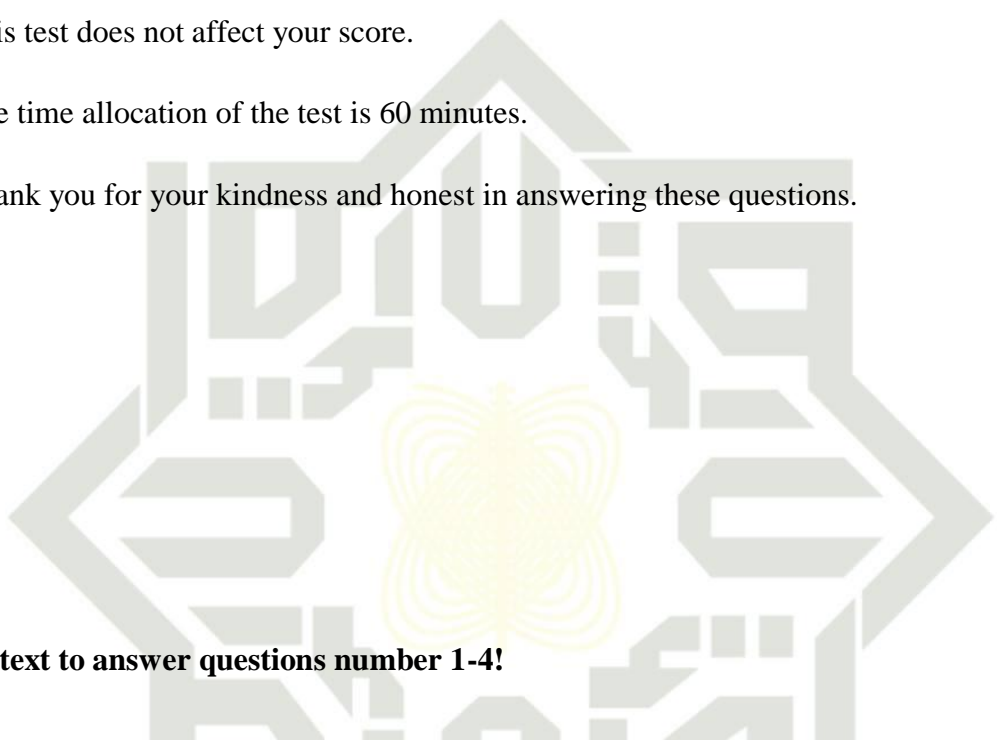 is test does not affect your score.
e time allocation of the test is 60 minutes.
ank you for your kindness and honest in answering these questions.
text to answer questions number 1-4!